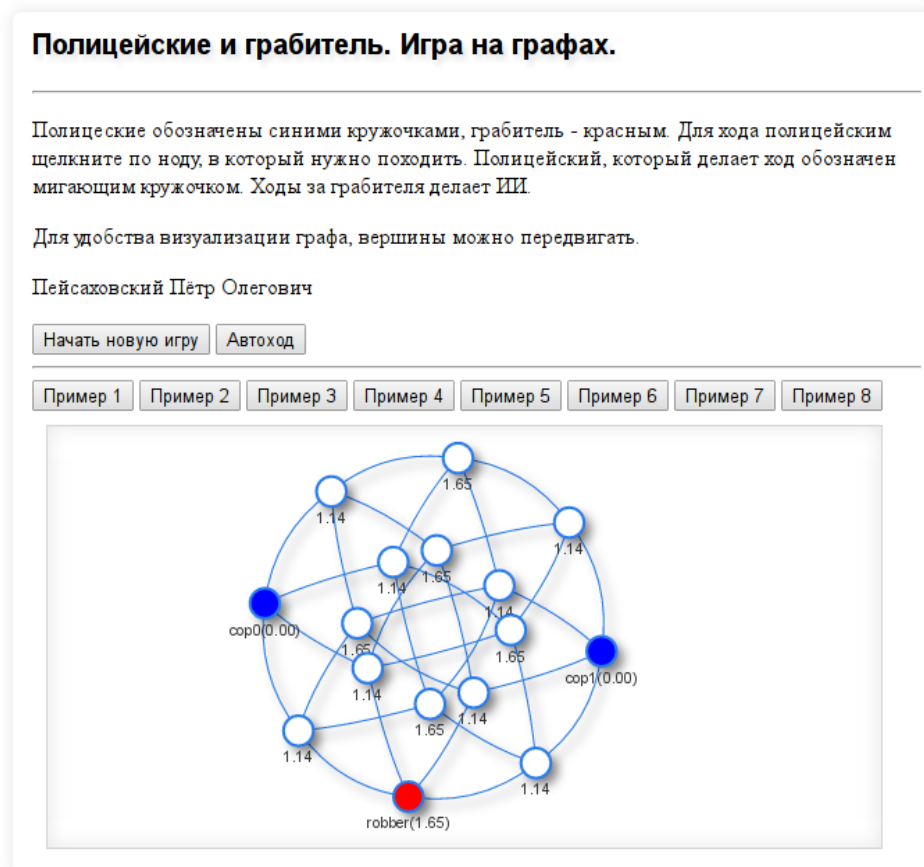 Полицейские и грабитель. Игра на графах.
Полицеские обозначены синими кружочками, грабитель - красным. Для хода полицейским
щелкните по ноду, в который нужно походить. Полицейский, который делает ход обозначен
мигающим кружочком. Ходы за грабителя делает ИИ.
Для удобства визуализации графа, вершины можно передвигать.
Пейсаховский Пётр Олегович
Начать новую игру Автоход
Пример 1 Пример 2 Пример 3 Пример 4 Пример 5 Пример 6 Пример 7 Пример 8
1.65
1.14
1.14
1.65
1.14
1.14
cop0(0.00)
1.65
1.65
cop1(0.00)
1.14
1.14
1.65
1.14
1.14
robber(1.65)